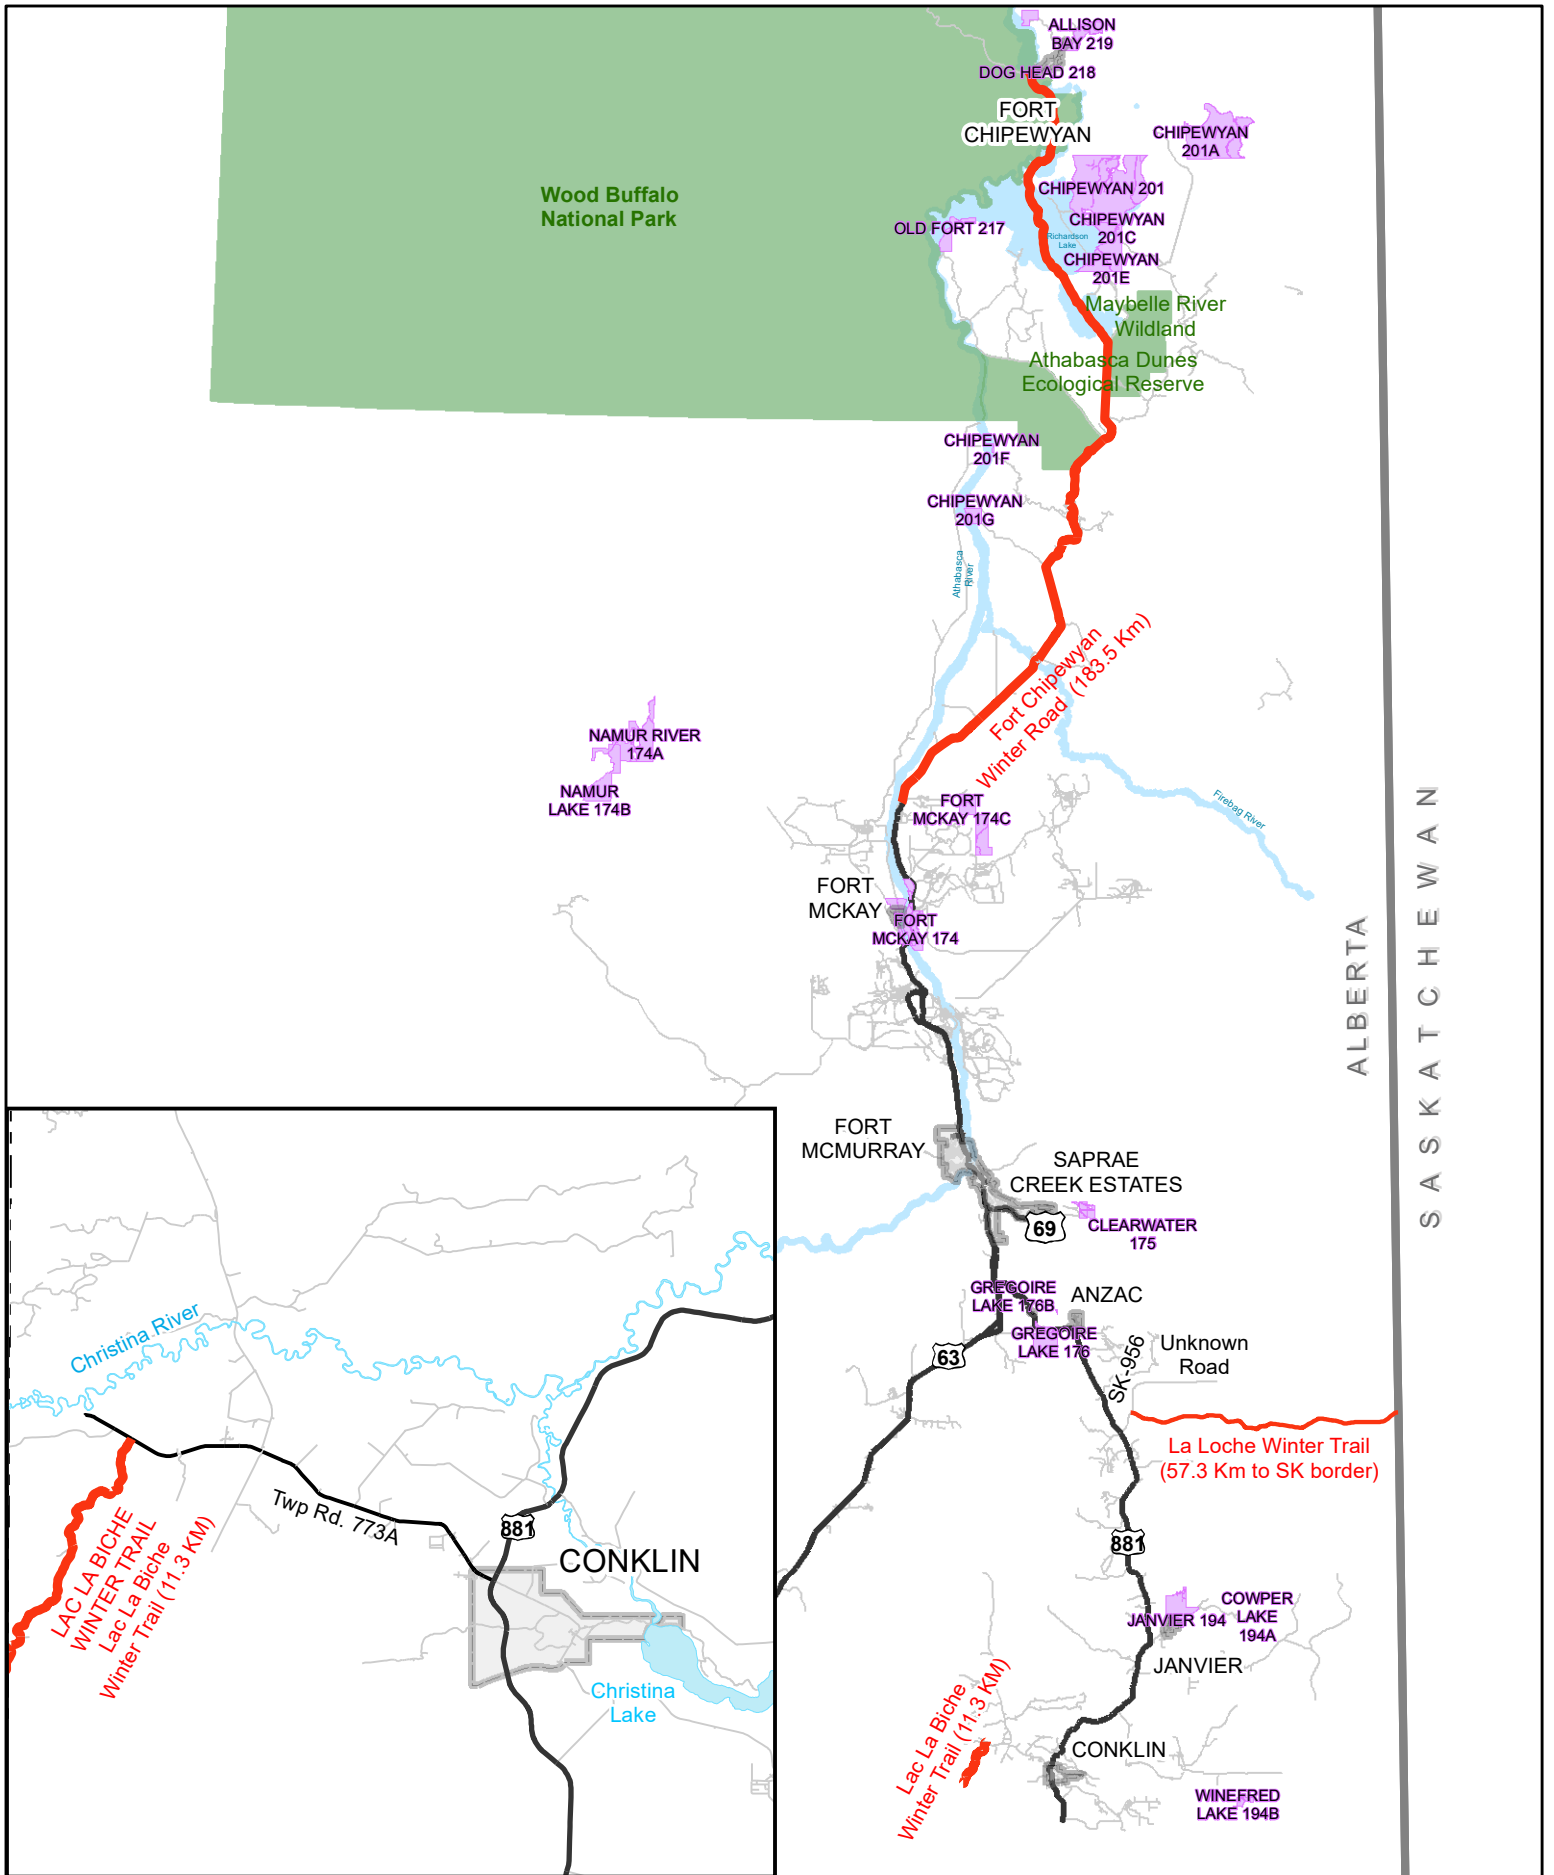 ALLISON
BAY 219
DOG HEAD 218
FORT
CHIPEWYAN
CHIPEWYAN
201A
Wood Buffalo
National Park
CHIPEWYAN 201
OLD FORT 217
CHIPEWYAN
201C
Richardson
Lake
CHIPEWYAN
201E
Maybelle River
Wildland
Athabasca Dunes
Ecological Reserve
CHIPEWYAN
201F
CHIPEWYAN
201G
Athabasca
River
Fort Chipewyan
Winter Road (183.5 Km)
NAMUR RIVER
174A
NAMUR
LAKE 174B
FORT
MCKAY 174C
Firebag River
FORT
MCKAY
FORT
MCKAY 174
ALBERTA
SASKATCHEWAN
FORT
MCMURRAY
SAPRAE
CREEK ESTATES
69
CLEARWATER
175
GREGOIRE
LAKE 176B
ANZAC
GREGOIRE
LAKE 176
63
SK-956
Unknown
Road
La Loche Winter Trail
(57.3 Km to SK border)
881
JANVIER 194
COWPER
LAKE
194A
JANVIER
Lac La Biche
Winter Trail (11.3 KM)
CONKLIN
WINEFRED
LAKE 194B
Christina River
Twp Rd. 773A
881
CONKLIN
LAC LA BICHE
WINTER TRAIL
Lac La Biche
Winter Trail (11.3 KM)
Christina
Lake